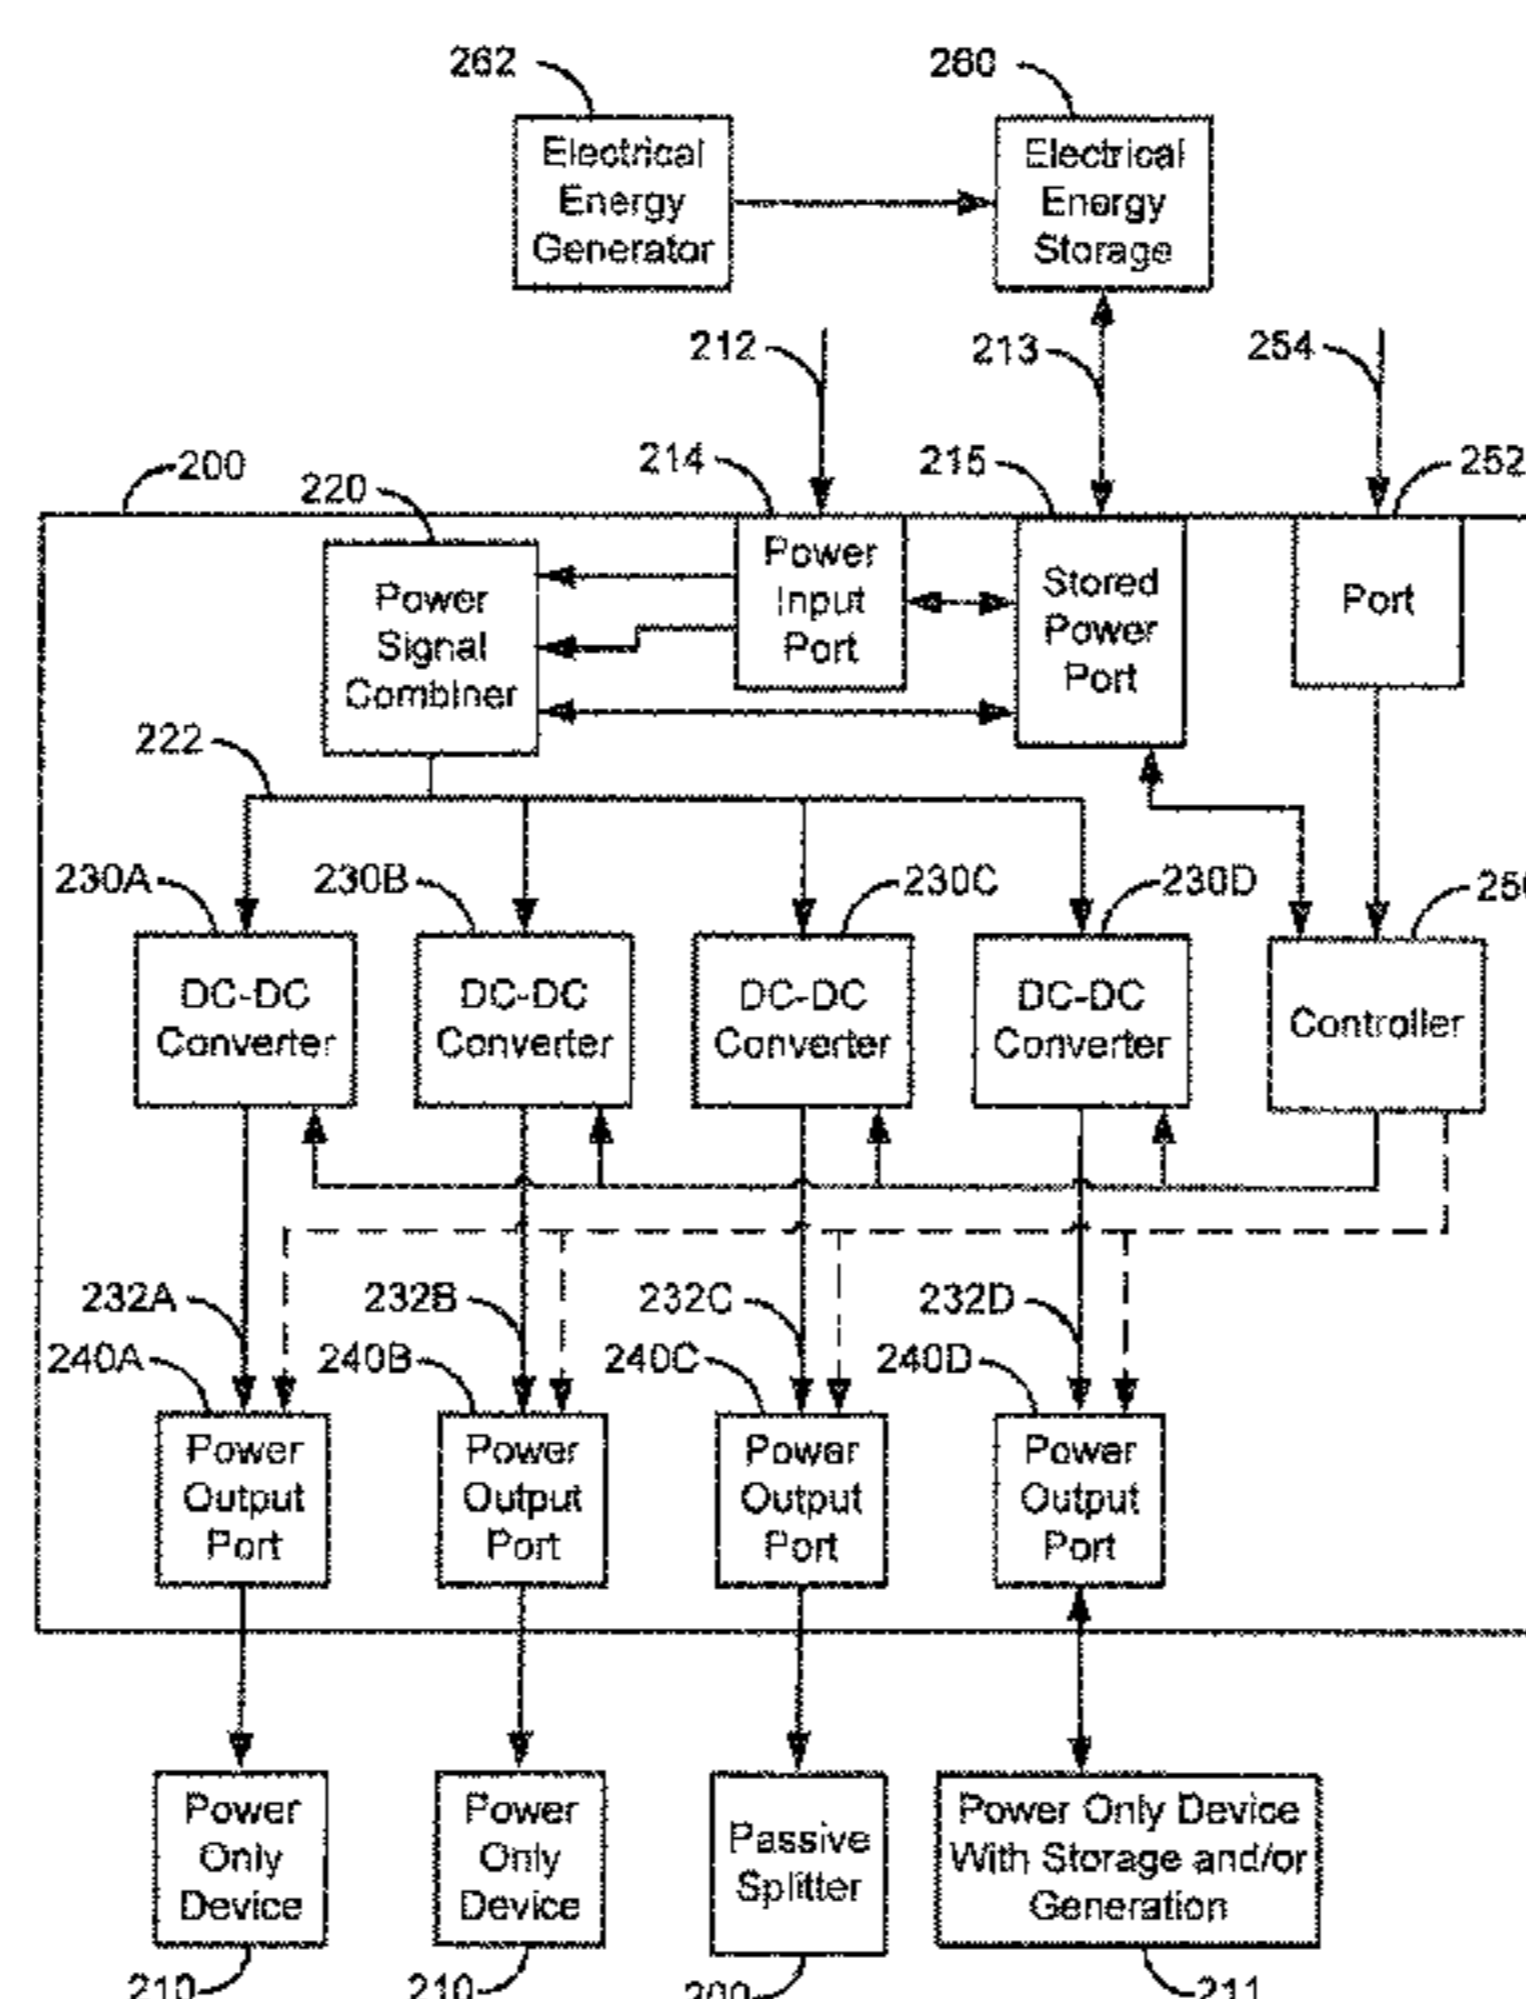 262
260
Electrical
Energy
Generator
Electrical
Energy
Storage
212
213
254
200
220
214
215
252
Power
Signal
Combiner
Power
Input
Port
Stored
Power
Port
Port
222
230A
230B
230C
230D
DC-DC
Converter
DC-DC
Converter
DC-DC
Converter
DC-DC
Converter
Controller
232A
232B
232C
232D
240A
240B
240C
240D
Power
Output
Port
Power
Output
Port
Power
Output
Port
Power
Output
Port
Power
Only
Device
Power
Only
Device
Passive
Splitter
Power Only Device
With Storage and/or
Generation
210
210
200
211